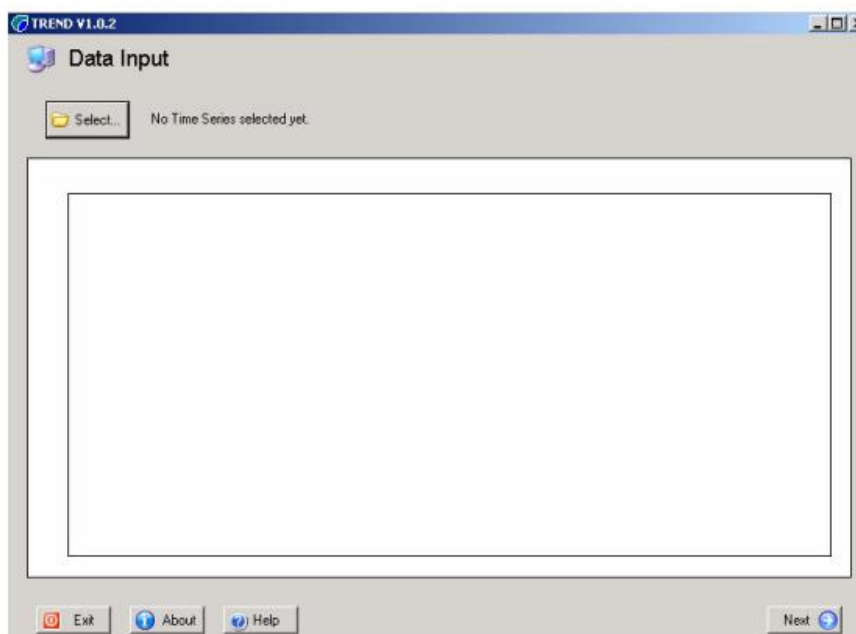 TREND V1.0.2
Data Input
Select... No Time Series selected yet.
Exit About Help Next